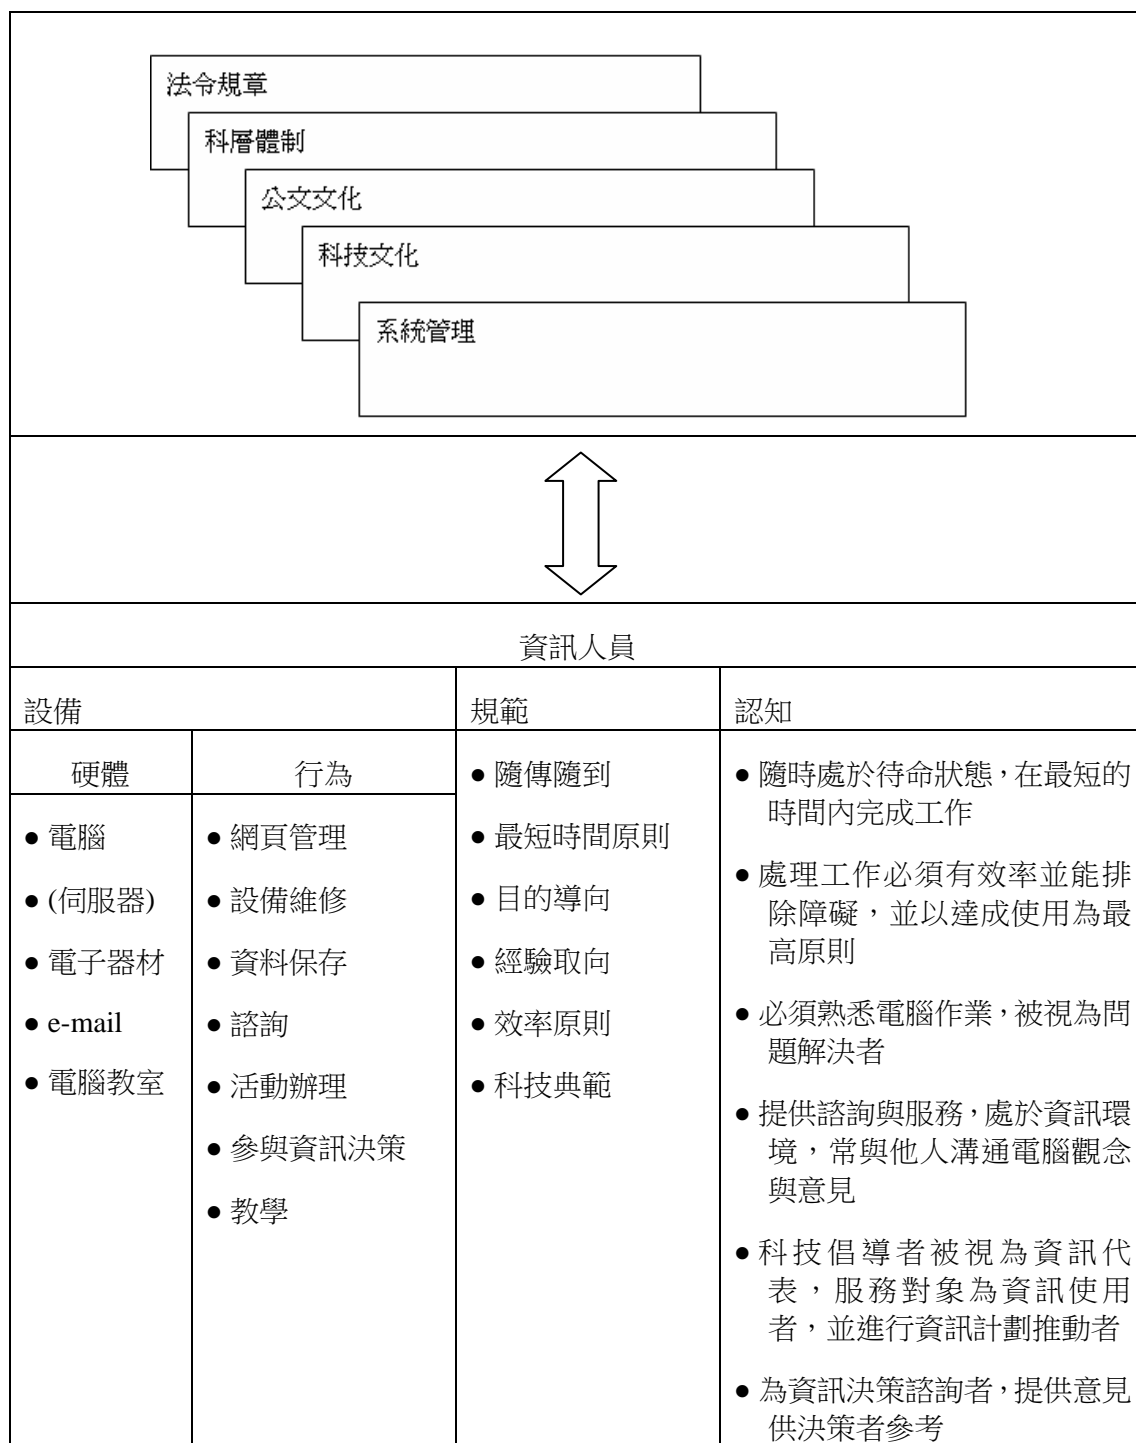 法令規章
科層體制
公文文化
科技文化
系統管理
資訊人員
設備
規範
認知
硬體
行為
● 電腦
● (伺服器)
● 電子器材
● e-mail
● 電腦教室
● 網頁管理
● 設備維修
● 資料保存
● 諮詢
● 活動辦理
● 參與資訊決策
● 教學
● 隨傳隨到
● 最短時間原則
● 目的導向
● 經驗取向
● 效率原則
● 科技典範
● 隨時處於待命狀態，在最短的
時間內完成工作
● 處理工作必須有效率並能排
除障礙，並以達成使用為最
高原則
● 必須熟悉電腦作業，被視為問
題解決者
● 提供諮詢與服務，處於資訊環
境，常與他人溝通電腦觀念
與意見
● 科技倡導者被視為資訊代
表，服務對象為資訊使用
者，並進行資訊計劃推動者
● 為資訊決策諮詢者，提供意見
供決策者參考